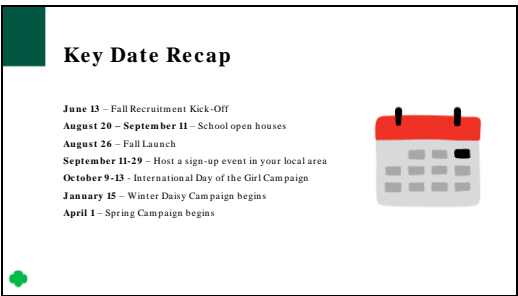 Key Date Recap
June 13 – Fall Recruitment Kick-Off
August 20 – September 11 – School open houses
August 26 – Fall Launch
September 11-29 – Host a sign-up event in your local area
October 9-13 - International Day of the Girl Campaign
January 15 – Winter Daisy Campaign begins
April 1 – Spring Campaign begins